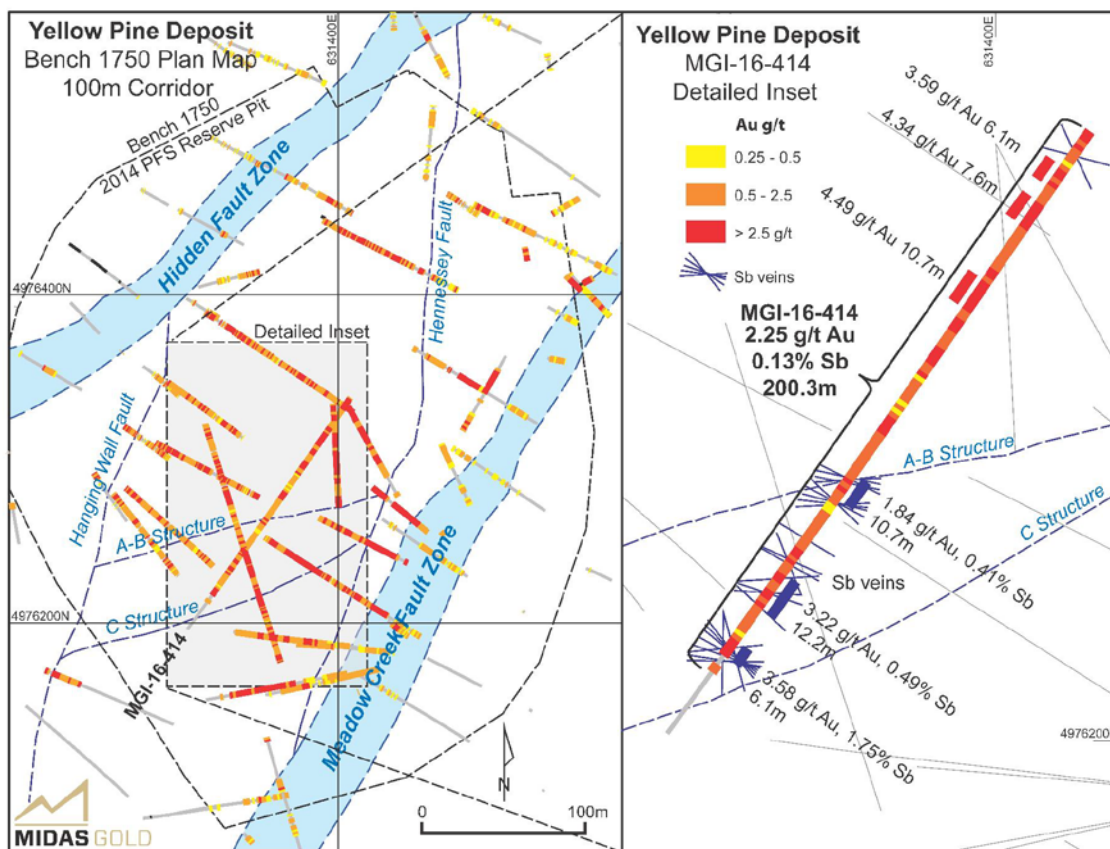 Yellow Pine Deposit
Bench 1750 Plan Map
100m Corridor
631400E
Bench 1750
2014 PFS Reserve Pit
Hidden Fault Zone
Hennessey Fault
4976400N
Detailed Inset
Hanging Wall Fault
A-B Structure
C Structure
4976200N
MGI-16-414
Meadow Creek Fault Zone
N
0 100m
MIDAS GOLD
Yellow Pine Deposit
MGI-16-414
Detailed Inset
631400E
Au g/t
0.25 - 0.5
0.5 - 2.5
> 2.5 g/t
Sb veins
3.59 g/t Au 6.1m
4.34 g/t Au 7.6m
4.49 g/t Au 10.7m
MGI-16-414
2.25 g/t Au
0.13% Sb
200.3m
A-B Structure
C Structure
1.84 g/t Au, 0.41% Sb
10.7m
Sb veins
3.22 g/t Au, 0.49% Sb
12.2m
3.58 g/t Au, 1.75% Sb
6.1m
4976200